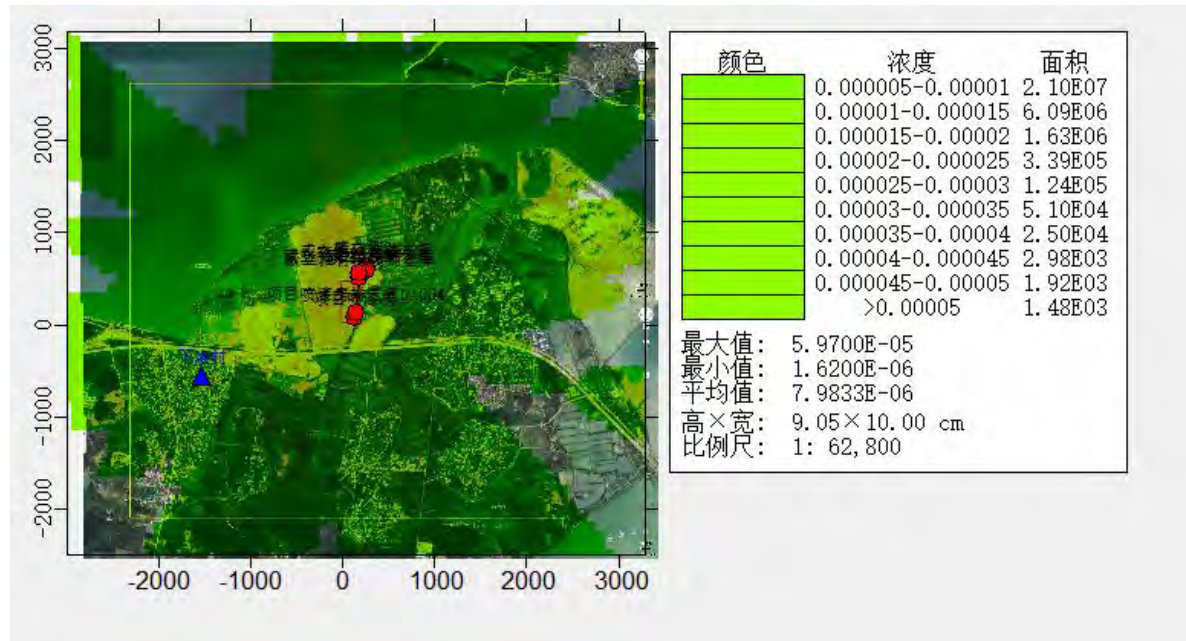 3000
2000
1000
0
-1000
-2000
-2000 -1000 0 1000 2000 3000
颜色 浓度 面积
0.000005-0.00001 2.10E07
0.00001-0.000015 6.09E06
0.000015-0.00002 1.63E06
0.00002-0.000025 3.39E05
0.000025-0.00003 1.24E05
0.00003-0.000035 5.10E04
0.000035-0.00004 2.50E04
0.00004-0.000045 2.98E03
0.000045-0.00005 1.92E03
>0.00005 1.48E03
最大值: 5.9700E-05
最小值: 1.6200E-06
平均值: 7.9833E-06
高×宽: 9.05×10.00 cm
比例尺: 1: 62,800